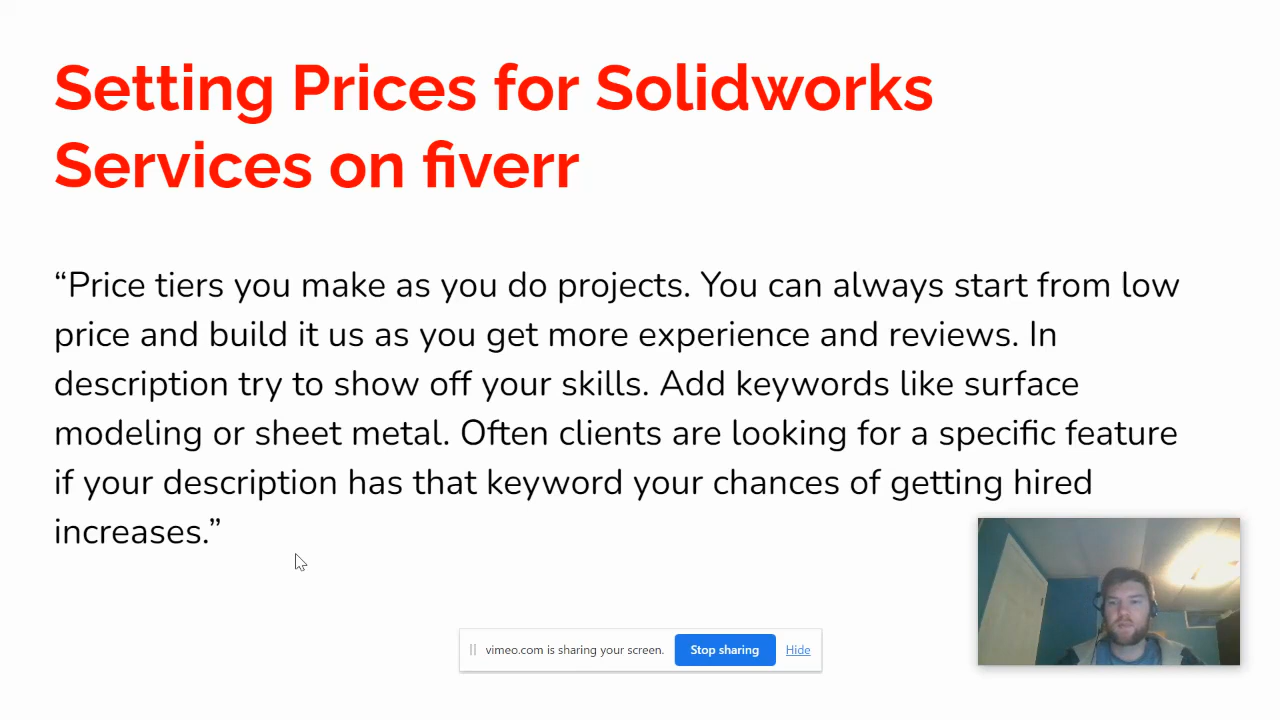 Setting Prices for Solidworks
Services on fiverr
“Price tiers you make as you do projects. You can always start from low
price and build it us as you get more experience and reviews. In
description try to show off your skills. Add keywords like surface
modeling or sheet metal. Often clients are looking for a specific feature
if your description has that keyword your chances of getting hired
increases.”
vimeo.com is sharing your screen. Stop sharing Hide